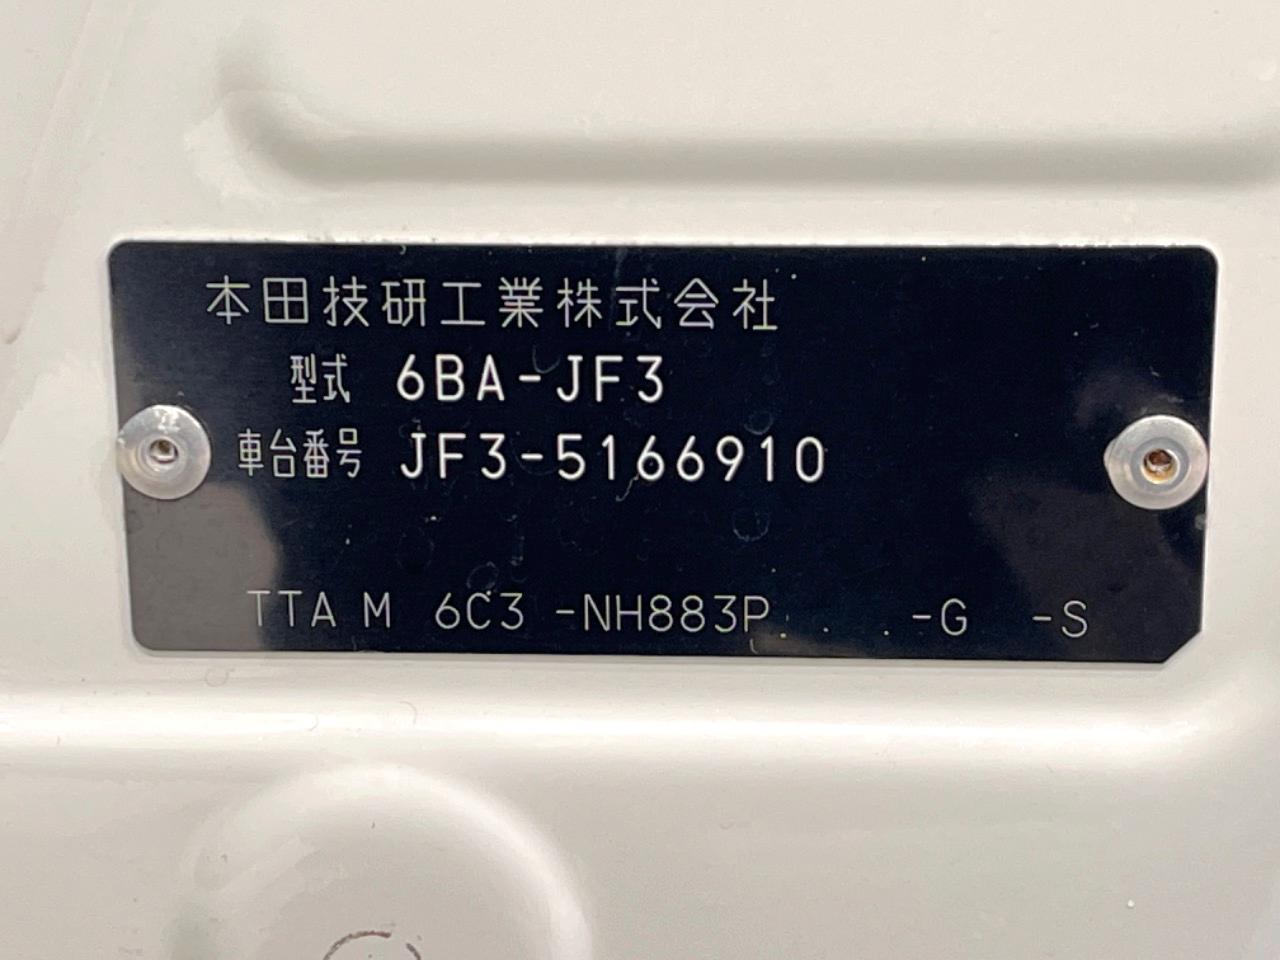 本田技研工業株式会社
型式 6BA-JF3
車台番号 JF3-5166910
TTA M 6C3 -NH883P -G -S